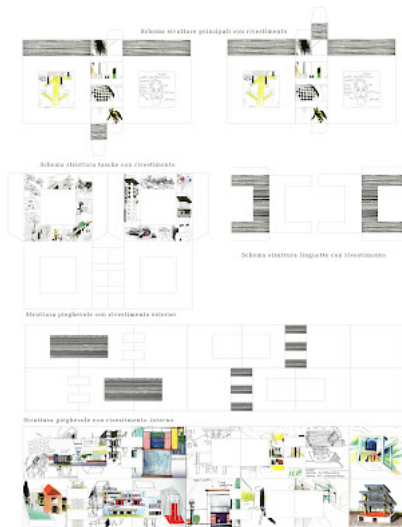 Schema strutture principali con rivestimento
Schema struttura tasche con rivestimento
Schema struttura linguette con rivestimento
Struttura pieghevole con rivestimento esterno
Struttura pieghevole con rivestimento interno